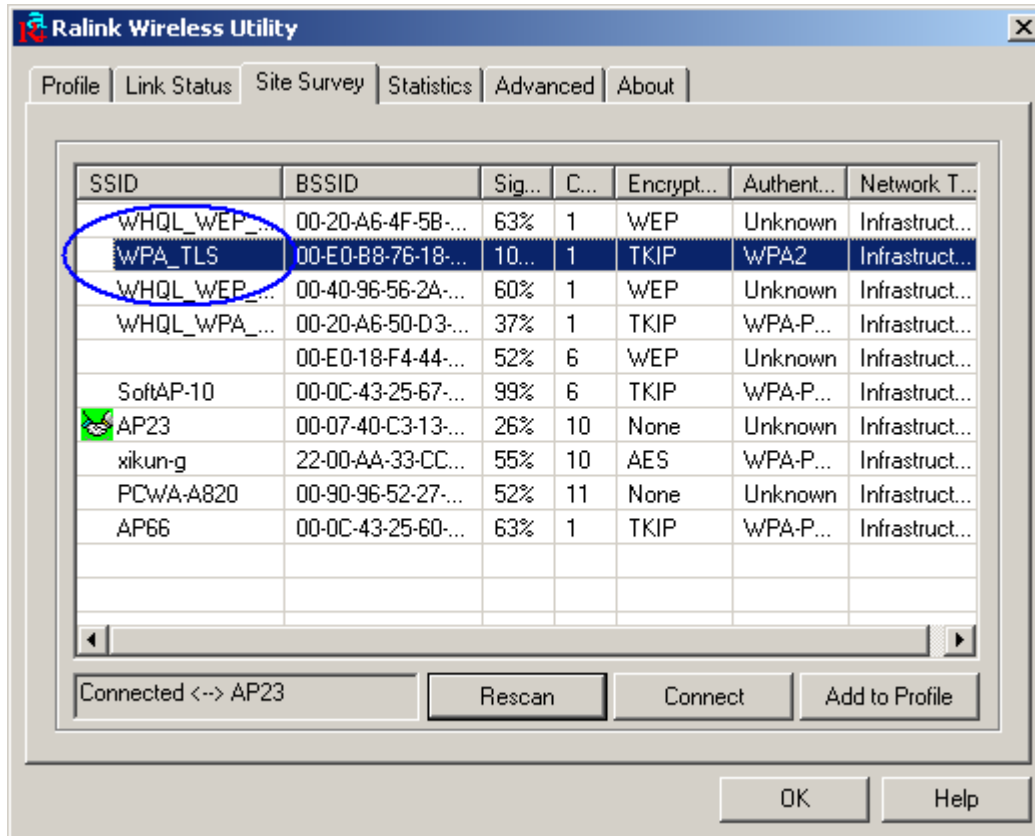 Ralink Wireless Utility
Profile Link Status Site Survey Statistics Advanced About
SSID BSSID Sig... C... Encrypt... Authent... Network T...
WHQL_WEP_... 00-20-A6-4F-5B-... 63% 1 WEP Unknown Infrastruct...
WPA_TLS 00-E0-B8-76-18-... 10... 1 TKIP WPA2 Infrastruct...
WHQL_WEP_... 00-40-96-56-2A-... 60% 1 WEP Unknown Infrastruct...
WHQL_WPA_... 00-20-A6-50-D3-... 37% 1 TKIP WPA-P... Infrastruct...
00-E0-18-F4-44-... 52% 6 WEP Unknown Infrastruct...
SoftAP-10 00-0C-43-25-67-... 99% 6 TKIP WPA-P... Infrastruct...
AP23 00-07-40-C3-13-... 26% 10 None Unknown Infrastruct...
xikun-g 22-00-AA-33-CC... 55% 10 AES WPA-P... Infrastruct...
PCWA-A820 00-90-96-52-27-... 52% 11 None Unknown Infrastruct...
AP66 00-0C-43-25-60-... 63% 1 TKIP WPA-P... Infrastruct...
Connected <--> AP23 Rescan Connect Add to Profile
OK Help